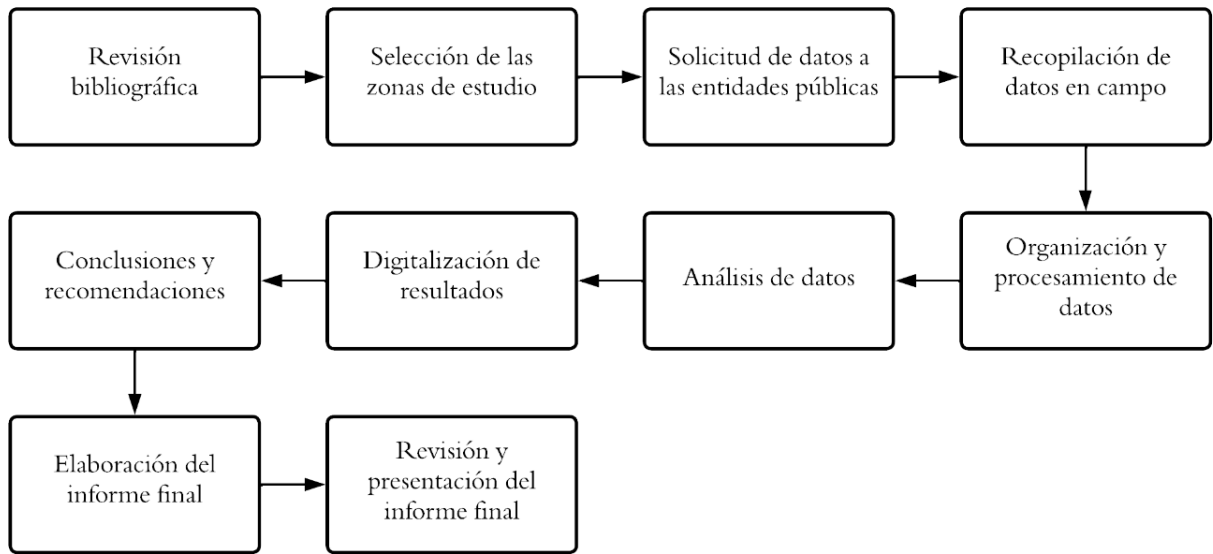 Revisión
bibliográfica
Selección de las
zonas de estudio
Solicitud de datos a
las entidades públicas
Recopilación de
datos en campo
Organización y
procesamiento de
datos
Análisis de datos
Digitalización de
resultados
Conclusiones y
recomendaciones
Elaboración del
informe final
Revisión y
presentación del
informe final